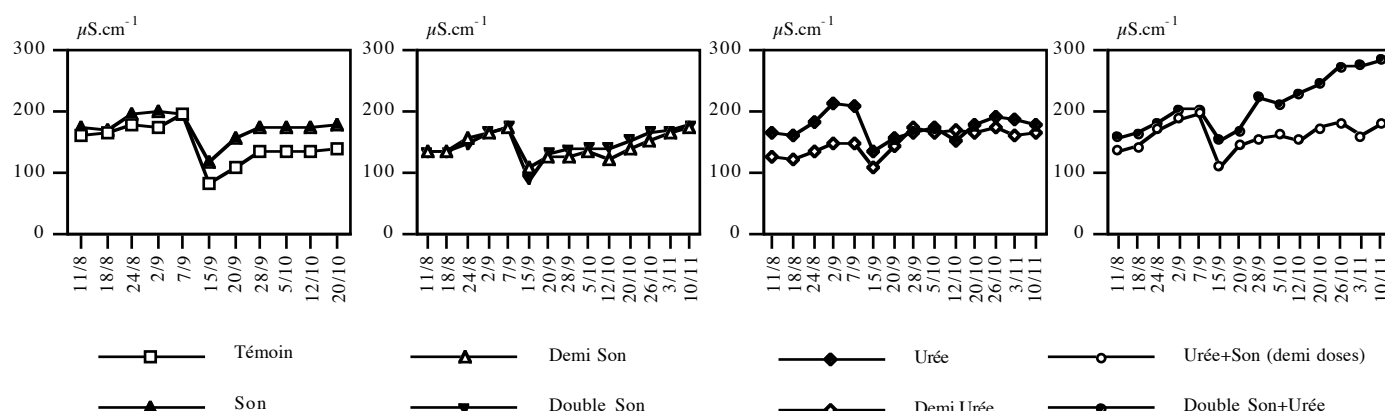 µS.cm-1
300
200
100
0
11/8 18/8 24/8 2/9 7/9 15/9 20/9 28/9 5/10 12/10 20/10
µS.cm-1
300
200
100
0
11/8 18/8 24/8 2/9 7/9 15/9 20/9 28/9 5/10 12/10 20/10 26/10 3/11 10/11
µS.cm-1
300
200
100
0
11/8 18/8 24/8 2/9 7/9 15/9 20/9 28/9 5/10 12/10 20/10 26/10 3/11 10/11
µS.cm-1
300
200
100
0
11/8 18/8 24/8 2/9 7/9 15/9 20/9 28/9 5/10 12/10 20/10 26/10 3/11 10/11
Témoin
Demi Son
Urée
Urée+Son (demi doses)
Son
Double Son
Demi Urée
Double Son+Urée